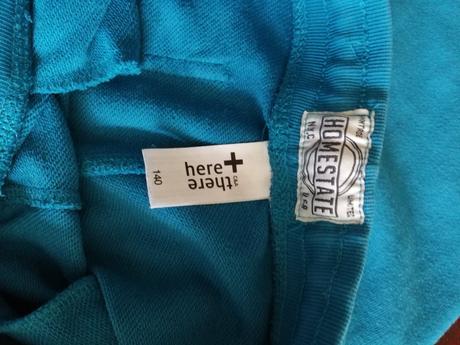 here+
there
C&A
140
N.Y.C
HOMESTATE